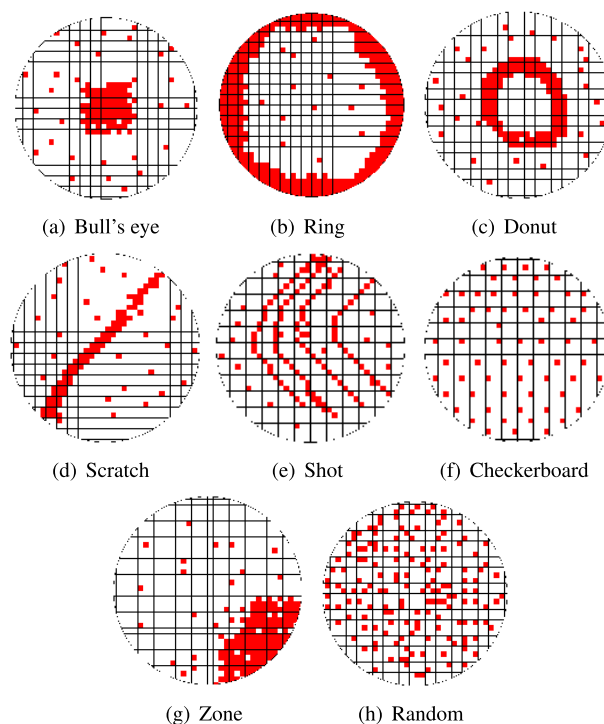 (a) Bull's eye
(b) Ring
(c) Donut
(d) Scratch
(e) Shot
(f) Checkerboard
(g) Zone
(h) Random